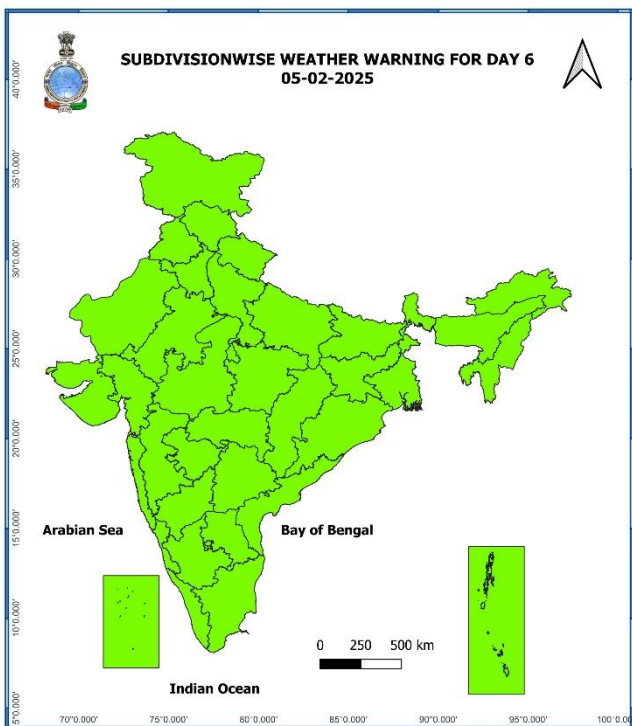 SUBDIVISIONWISE WEATHER WARNING FOR DAY 6
05-02-2025
40°0.000'
35°0.000'
30°0.000'
25°0.000'
20°0.000'
15°0.000'
10°0.000'
5°0.000'
Arabian Sea
Bay of Bengal
0 250 500 km
Indian Ocean
70°0.000' 75°0.000' 80°0.000' 85°0.000' 90°0.000' 95°0.000' 100°0.0